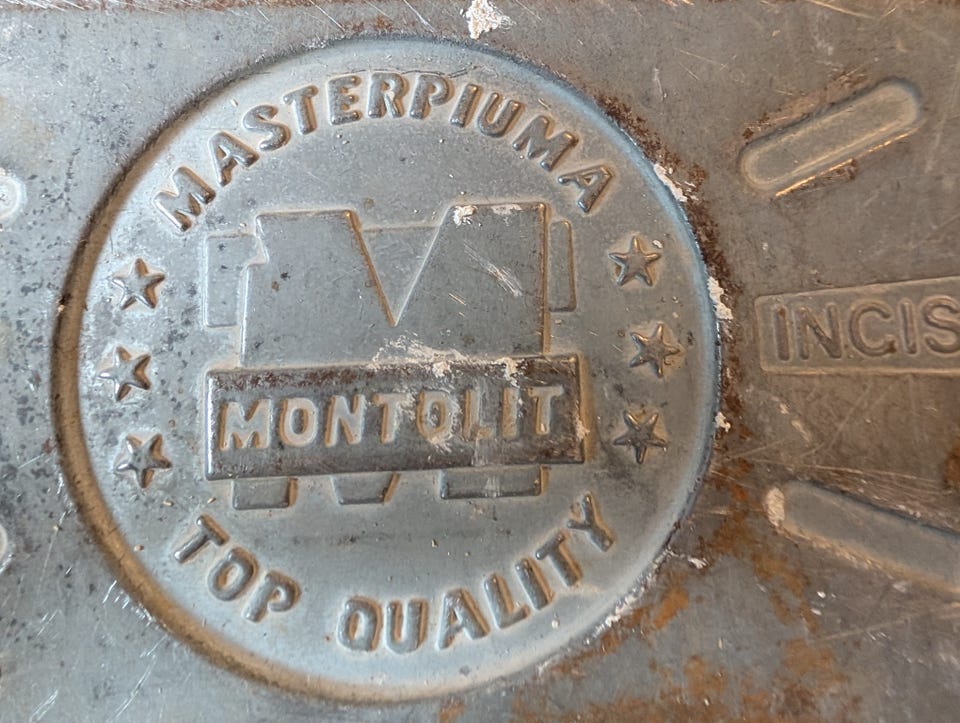 MASTERPIUMA
M
MONTOLIT
TOP QUALITY
INCIS